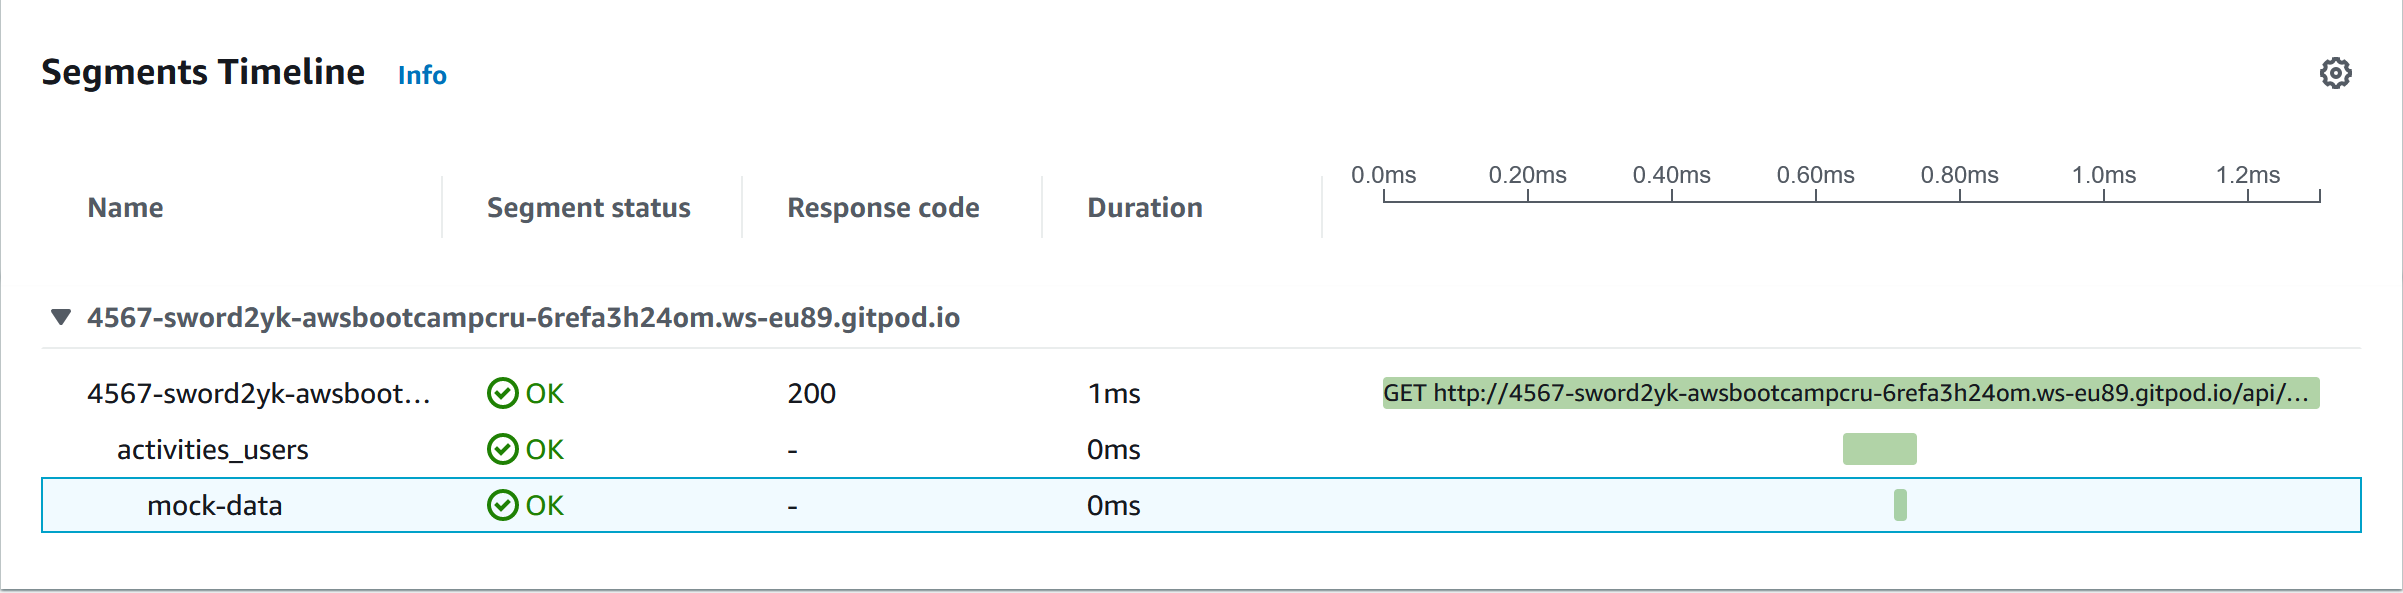 Segments Timeline Info
0.0ms 0.20ms 0.40ms 0.60ms 0.80ms 1.0ms 1.2ms
Name Segment status Response code Duration
4567-sword2yk-awsbootcampcru-6refa3h24om.ws-eu89.gitpod.io
4567-sword2yk-awsboot... OK 200 1ms GET http://4567-sword2yk-awsbootcampcru-6refa3h24om.ws-eu89.gitpod.io/api/...
activities_users OK - 0ms
mock-data OK - 0ms